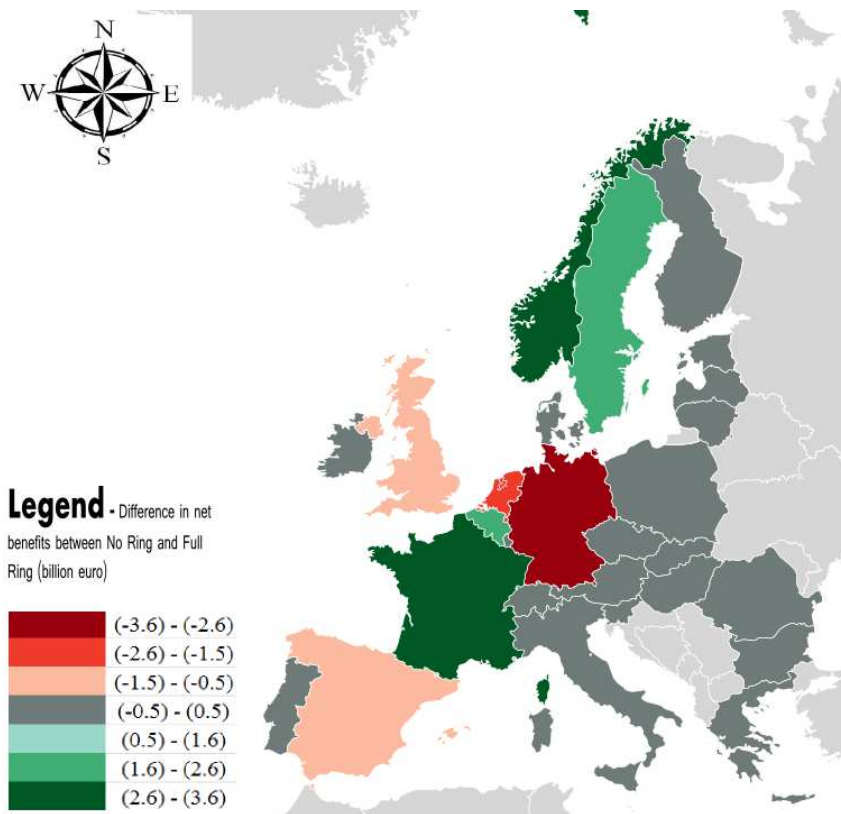 N
W E
S
Legend - Difference in net
benefits between No Ring and Full
Ring (billion euro)
(-3.6) - (-2.6)
(-2.6) - (-1.5)
(-1.5) - (-0.5)
(-0.5) - (0.5)
(0.5) - (1.6)
(1.6) - (2.6)
(2.6) - (3.6)